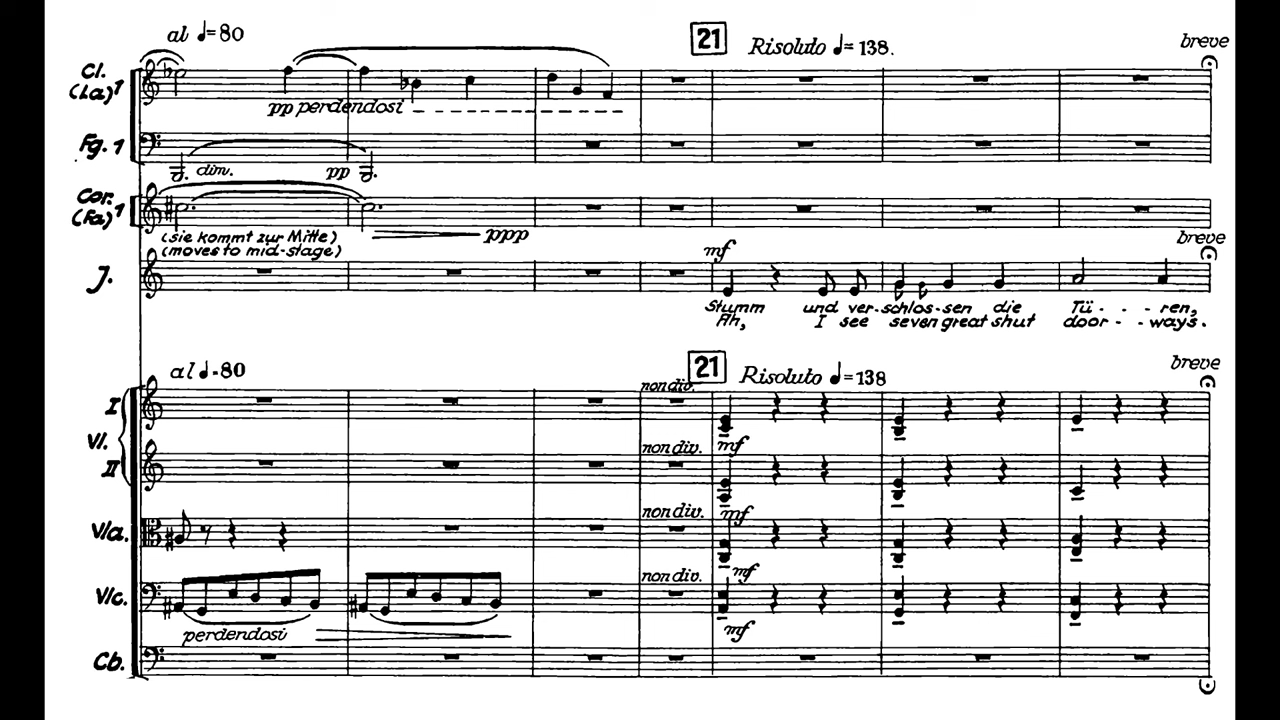 al ♩=80
21 Risoluto ♩=138.
breve
Cl. 1
(La)
pp perdendosi
Fg. 1
dim. pp
Cor. 1
(Fa)
(sie kommt zur Mitte)
(moves to mid-stage)
ppp
breve
mf
J.
Stumm und ver-schlos-sen die Tü - - - ren,
Ah, I see seven great shut door - - ways.
al ♩=80
21 Risoluto ♩=138
breve
non div.
I
Vl.
mf
non div.
II
mf
non div.
Vla.
mf
non div.
Vlc.
perdendosi
mf
Cb.